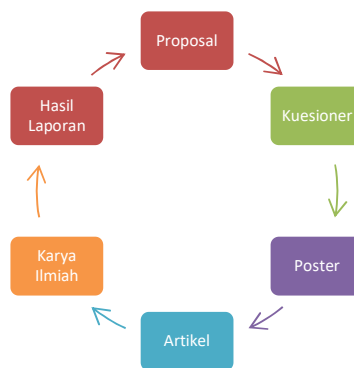 Proposal
Kuesioner
Poster
Artikel
Karya
Ilmiah
Hasil
Laporan